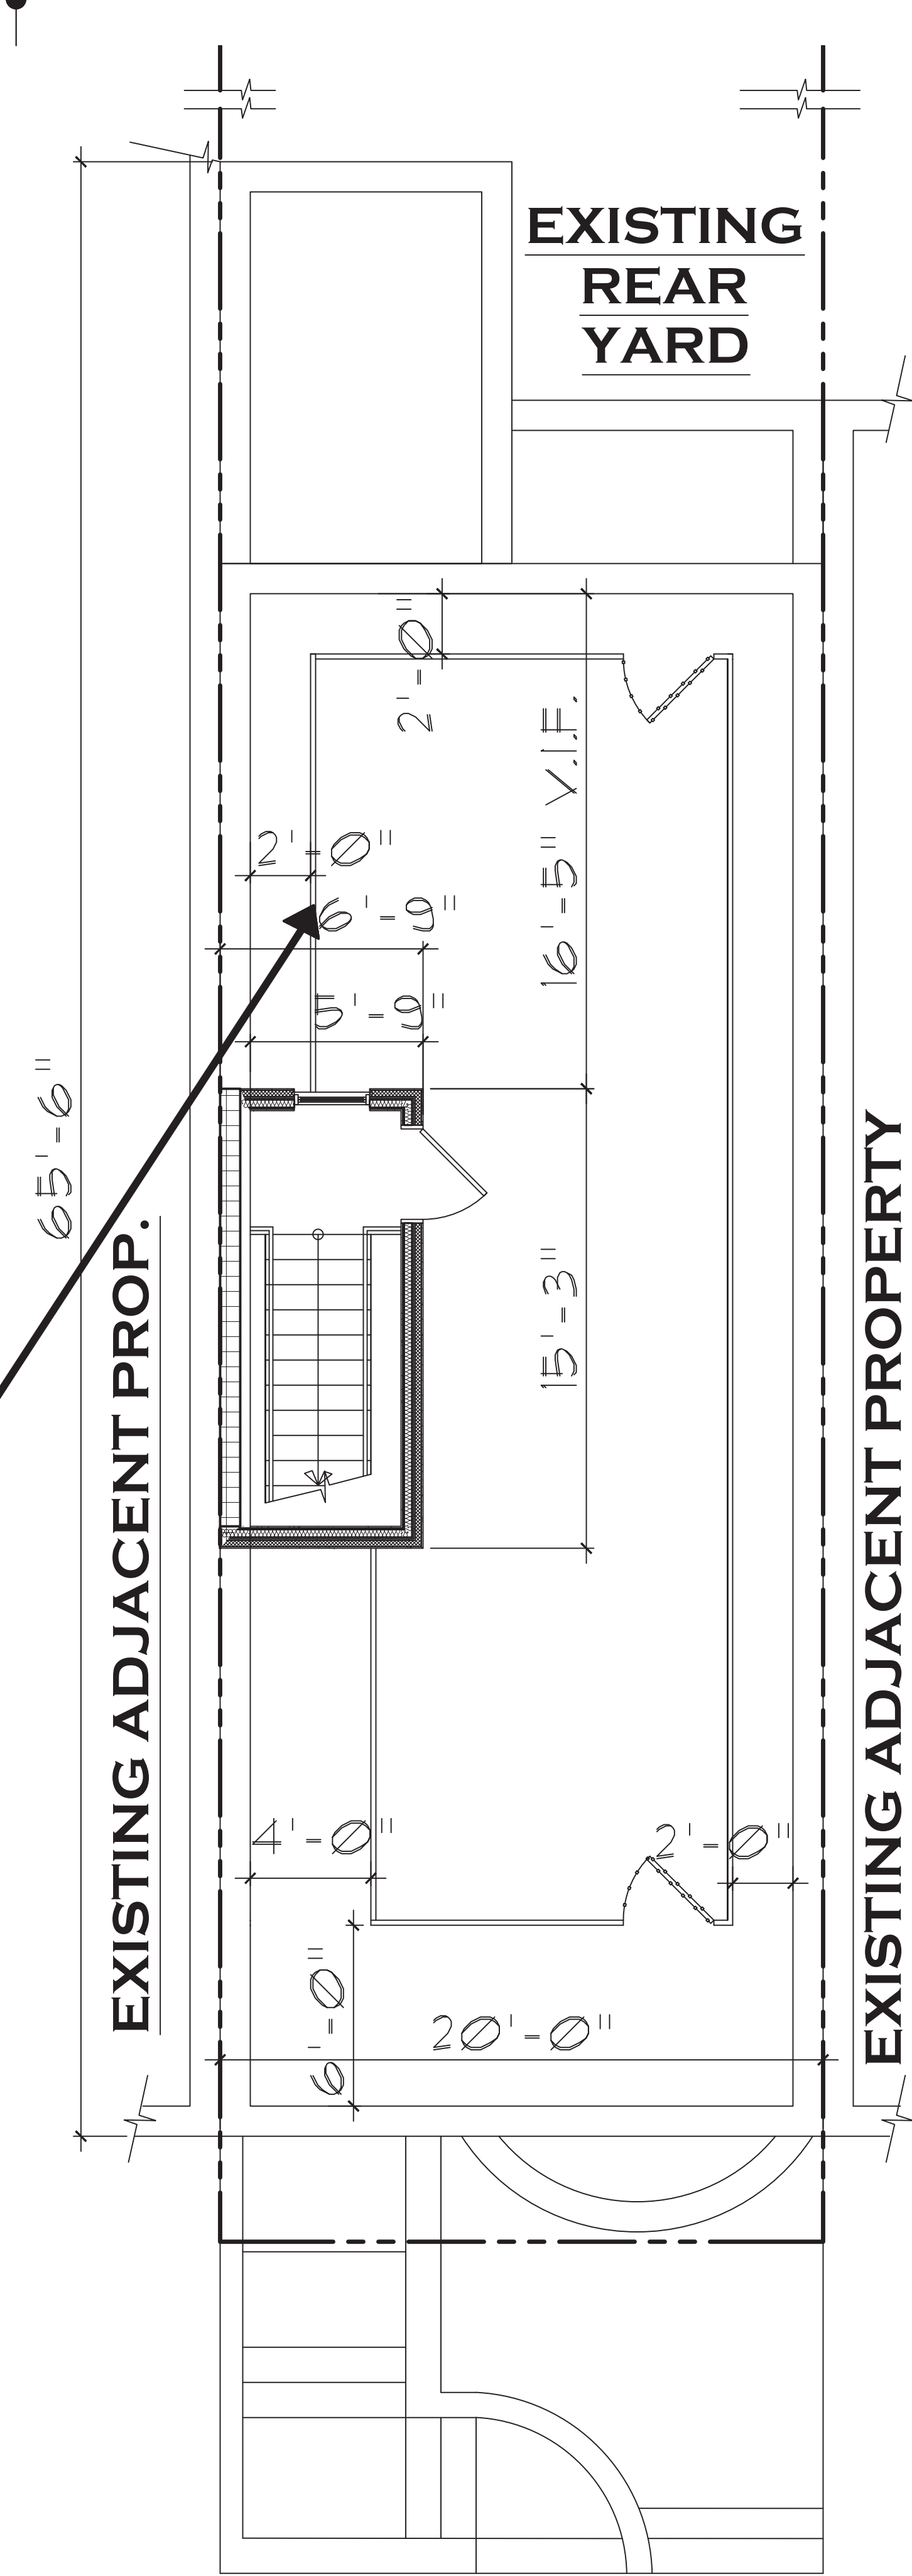 EXISTING
REAR
YARD
2'-0"
16'-5" V.I.F.
2'-0"
6'-9"
5'-9"
65'-6"
EXISTING ADJACENT PROP.
15'-3"
EXISTING ADJACENT PROPERTY
4'-0"
2'-0"
6'-0"
20'-0"